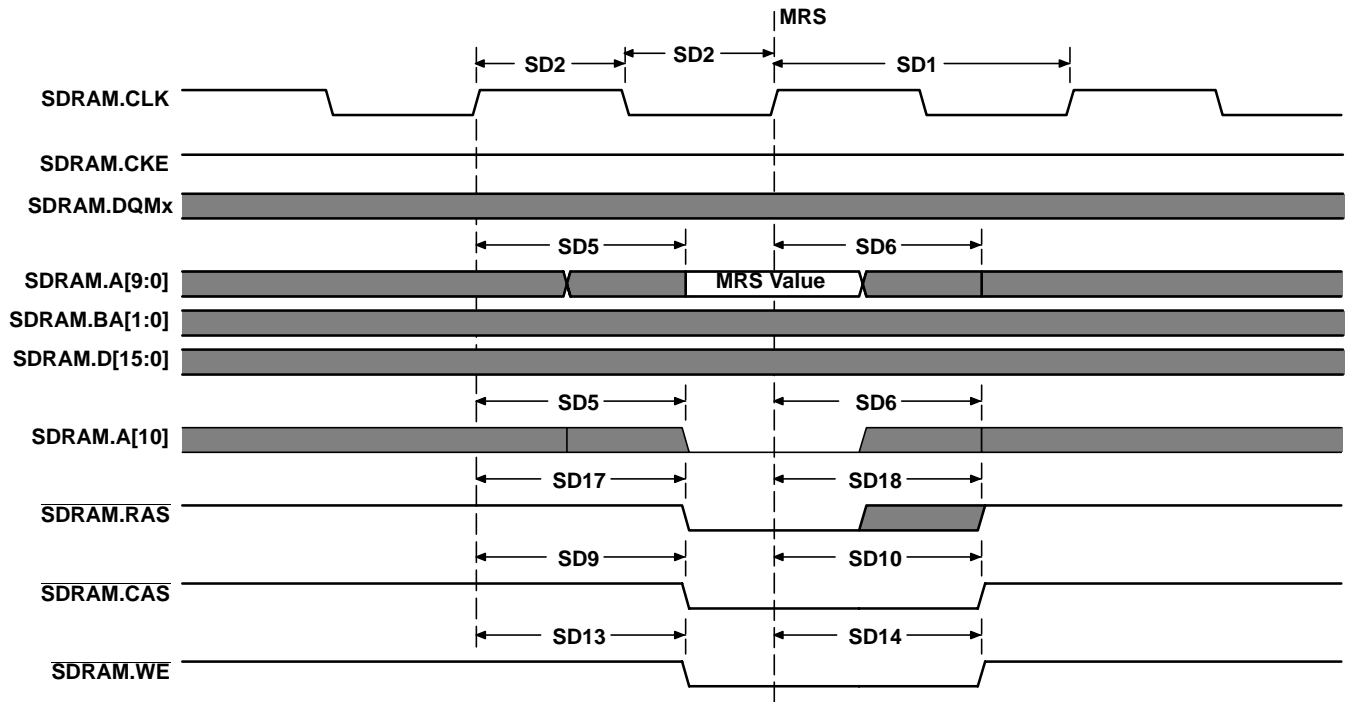 MRS
SD2
SD2
SD1
SDRAM.CLK
SDRAM.CKE
SDRAM.DQMx
SD5
SD6
SDRAM.A[9:0]
MRS Value
SDRAM.BA[1:0]
SDRAM.D[15:0]
SD5
SD6
SDRAM.A[10]
SD17
SD18
SDRAM.RAS
SD9
SD10
SDRAM.CAS
SD13
SD14
SDRAM.WE